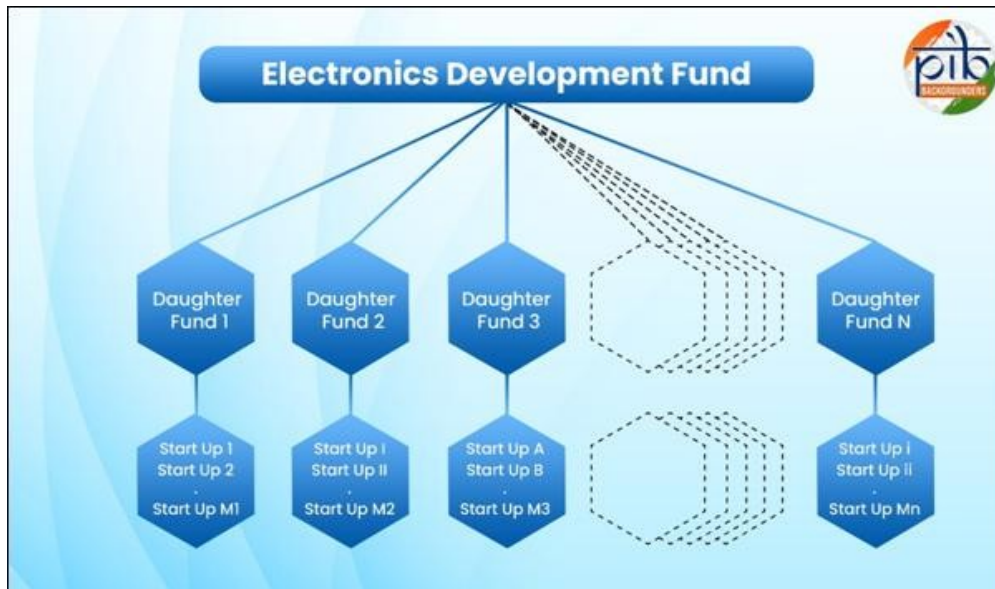 Electronics Development Fund
pib
BACKGROUNDERS
Daughter
Fund 1
Daughter
Fund 2
Daughter
Fund 3
Daughter
Fund N
Start Up 1
Start Up 2
.
Start Up M1
Start Up I
Start Up II
.
Start Up M2
Start Up A
Start Up B
.
Start Up M3
Start Up i
Start Up ii
.
Start Up Mn